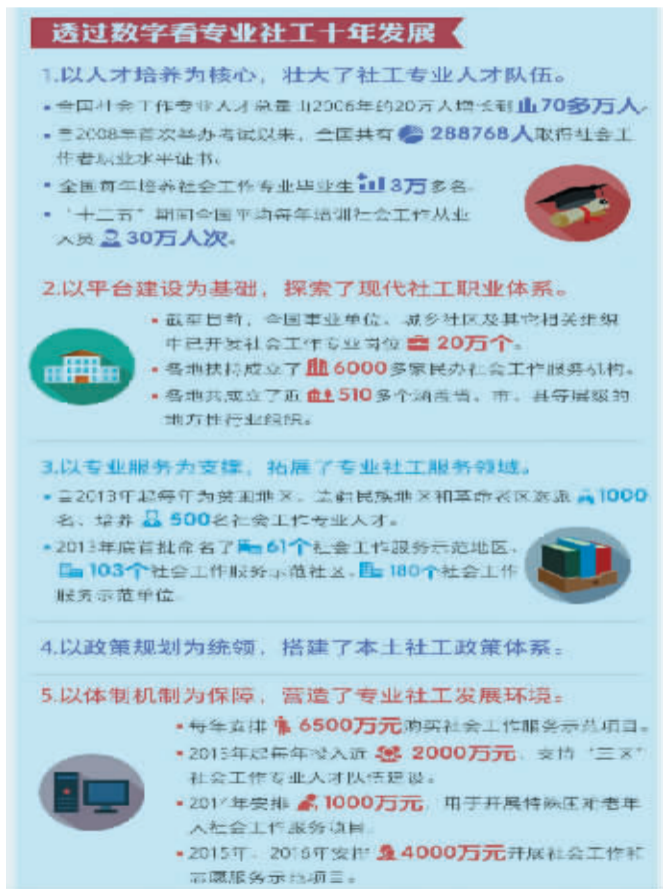 透过数字看专业社工十年发展
1.以人才培养为核心，壮大了社工专业人才队伍。
• 全国社会工作专业人才总量由2006年的20万人增长到70多万人。
• 自2008年首次举办考试以来，全国共有288768人取得社会工
作者职业水平证书。
• 全国每年培养社会工作专业毕业生3万多名。
• “十二五”期间全国平均每年培训社会工作从业
人员30万人次。
2.以平台建设为基础，探索了现代社工职业体系。
• 截至目前，全国事业单位、城乡社区及其它相关组织
中已开发社会工作专业岗位20万个。
• 各地扶持成立了6000多家民办社会工作服务机构。
• 各地共成立了近510多个涵盖省、市、县等层级的
地方性行业组织。
3.以专业服务为支撑，拓展了专业社工服务领域。
• 自2013年起每年为贫困地区、边疆民族地区和革命老区选派1000
名、培养500名社会工作专业人才。
• 2013年底首批命名了61个社会工作服务示范地区、
103个社会工作服务示范社区、180个社会工作
服务示范单位
4.以政策规划为统领，搭建了本土社工政策体系。
5.以体制机制为保障，营造了专业社工发展环境。
• 每年安排6500万元购买社会工作服务示范项目。
• 2013年起每年投入近2000万元，支持“三区”
社会工作专业人才队伍建设。
• 2014年安排1000万元，用于开展特殊困难老年
人社会工作服务项目。
• 2015年、2016年安排4000万元开展社会工作和
志愿服务示范项目。